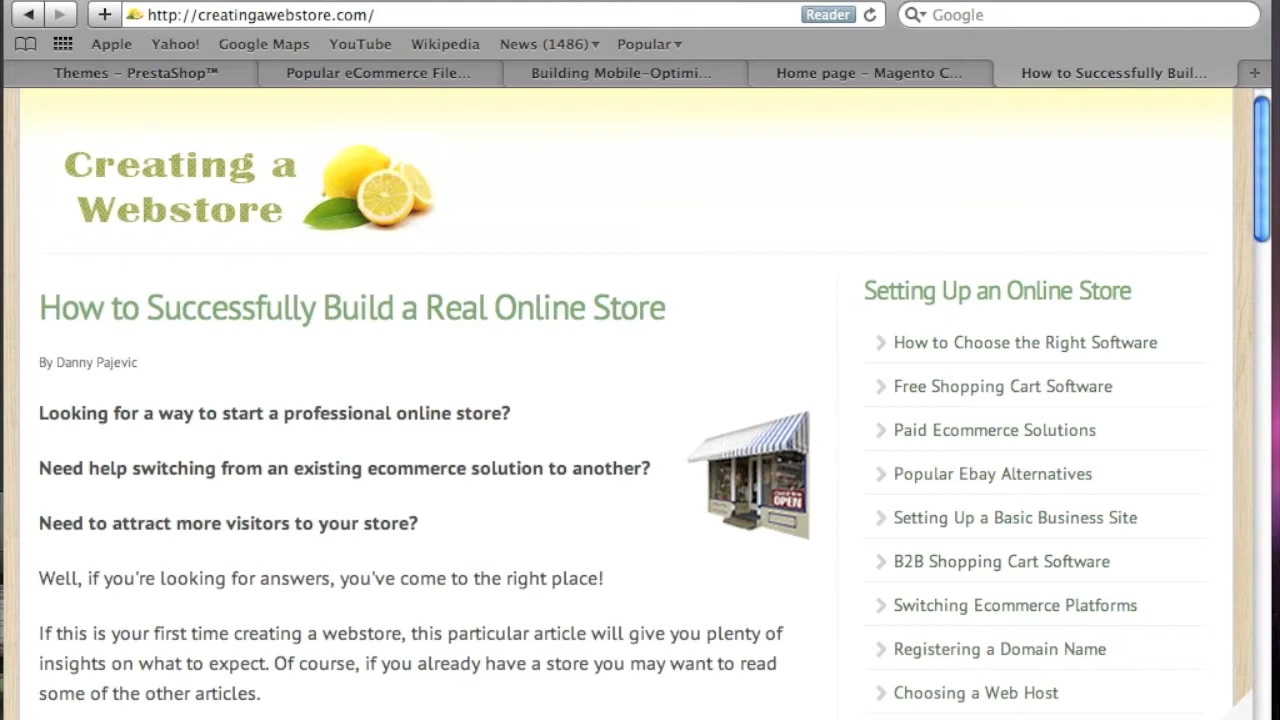 http://creatingawebstore.com/
Reader
Google
Apple
Yahoo!
Google Maps
YouTube
Wikipedia
News (1486)
Popular
Themes – PrestaShop™
Popular eCommerce File...
Building Mobile-Optimi...
Home page – Magento C...
How to Successfully Buil...
Creating a
Webstore
How to Successfully Build a Real Online Store
By Danny Pajevic
Looking for a way to start a professional online store?
Need help switching from an existing ecommerce solution to another?
Need to attract more visitors to your store?
OPEN
Well, if you're looking for answers, you've come to the right place!
If this is your first time creating a webstore, this particular article will give you plenty of
insights on what to expect. Of course, if you already have a store you may want to read
some of the other articles.
Setting Up an Online Store
How to Choose the Right Software
Free Shopping Cart Software
Paid Ecommerce Solutions
Popular Ebay Alternatives
Setting Up a Basic Business Site
B2B Shopping Cart Software
Switching Ecommerce Platforms
Registering a Domain Name
Choosing a Web Host